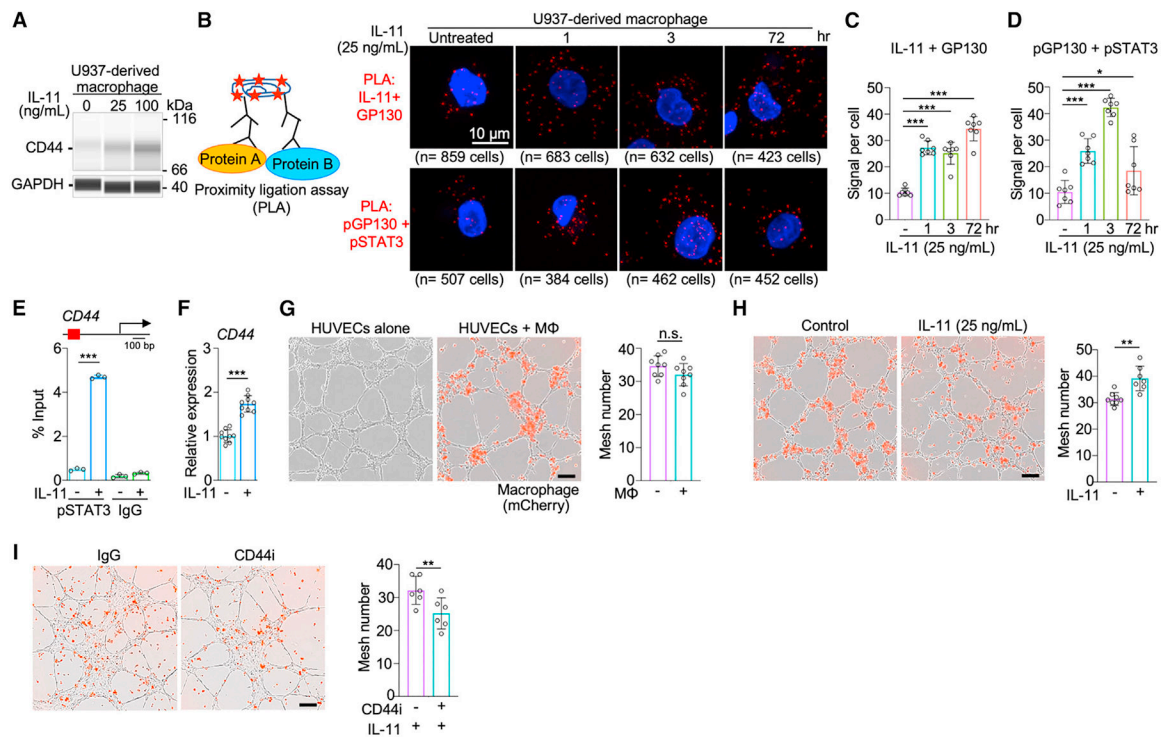 A
U937-derived
macrophage
IL-11
(ng/mL)
0 25 100 kDa
116
CD44
66
GAPDH
40
B
Protein A
Protein B
Proximity ligation assay
(PLA)
U937-derived macrophage
IL-11
(25 ng/mL)
Untreated 1 3 72 hr
PLA:
IL-11+
GP130
10 µm
(n= 859 cells) (n= 683 cells) (n= 632 cells) (n= 423 cells)
PLA:
pGP130 +
pSTAT3
(n= 507 cells) (n= 384 cells) (n= 462 cells) (n= 452 cells)
C
IL-11 + GP130
Signal per cell
50
40
30
20
10
0
***
***
***
- 1 3 72 hr
IL-11 (25 ng/mL)
D
pGP130 + pSTAT3
Signal per cell
50
40
30
20
10
0
*
***
***
- 1 3 72 hr
IL-11 (25 ng/mL)
E
CD44
100 bp
% Input
6
4
2
0
***
IL-11 - + - +
pSTAT3 IgG
F
CD44
Relative expression
3
2
1
0
***
IL-11 - +
G
HUVECs alone
HUVECs + MΦ
Macrophage
(mCherry)
Mesh number
40
30
20
10
0
n.s.
MΦ - +
H
Control
IL-11 (25 ng/mL)
Mesh number
50
40
30
20
10
0
**
IL-11 - +
I
IgG
CD44i
Mesh number
40
30
20
10
0
**
CD44i - +
IL-11 + +